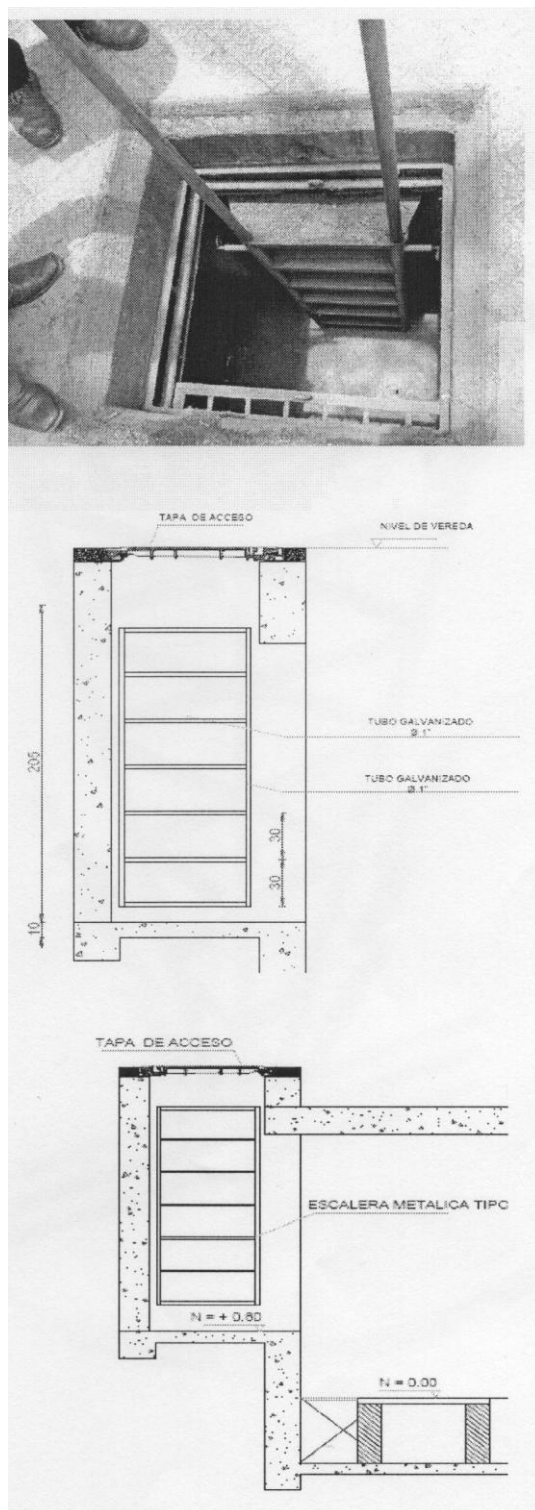 TAPA DE ACCESO
NIVEL DE VEREDA
TUBO GALVANIZADO
Ø 1"
TUBO GALVANIZADO
Ø 1"
205
30
30
10
TAPA DE ACCESO
ESCALERA METALICA TIPO
N = + 0.60
N = 0.00